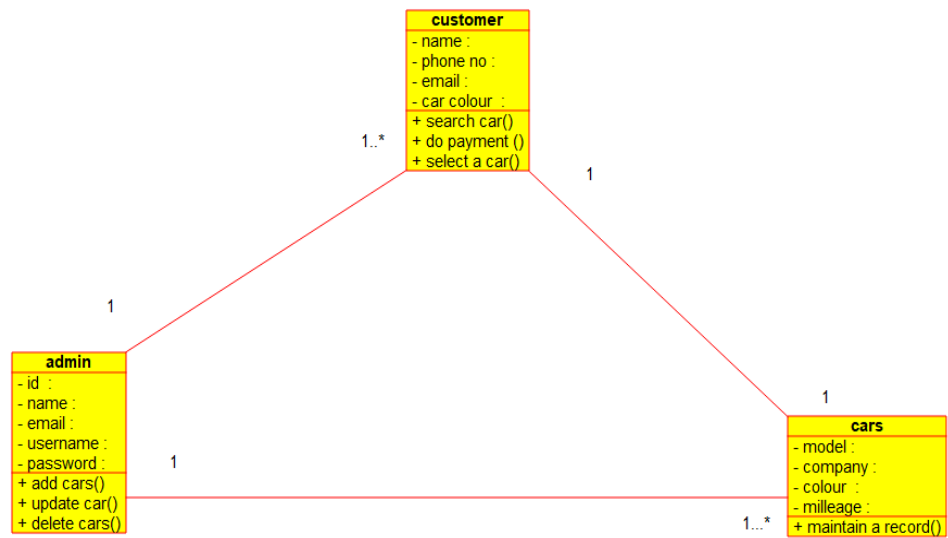 customer
- name :
- phone no :
- email :
- car colour  :
+ search car()
+ do payment ()
+ select a car()
1..*
1
1
admin
- id  :
- name :
- email :
- username :
- password :
+ add cars()
+ update car()
+ delete cars()
1
1
cars
- model :
- company :
- colour  :
- milleage :
+ maintain a record()
1...*